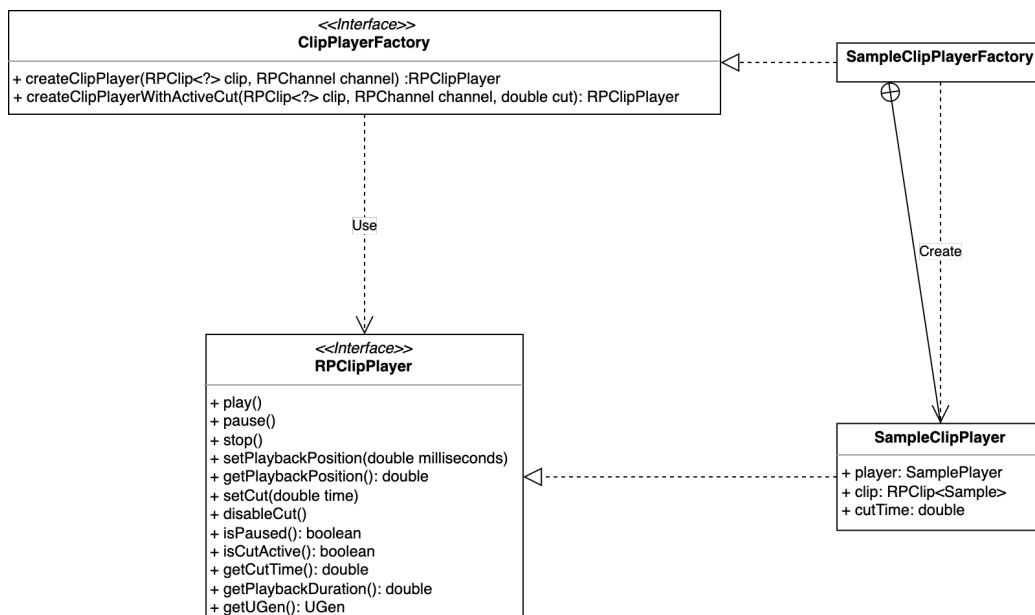 <<Interface>>
ClipPlayerFactory
+ createClipPlayer(RPClip<?> clip, RPChannel channel) :RPClipPlayer
+ createClipPlayerWithActiveCut(RPClip<?> clip, RPChannel channel, double cut): RPClipPlayer
SampleClipPlayerFactory
Use
Create
<<Interface>>
RPClipPlayer
+ play()
+ pause()
+ stop()
+ setPlaybackPosition(double milliseconds)
+ getPlaybackPosition(): double
+ setCut(double time)
+ disableCut()
+ isPaused(): boolean
+ isCutActive(): boolean
+ getCutTime(): double
+ getPlaybackDuration(): double
+ getUGen(): UGen
SampleClipPlayer
+ player: SamplePlayer
+ clip: RPClip<Sample>
+ cutTime: double